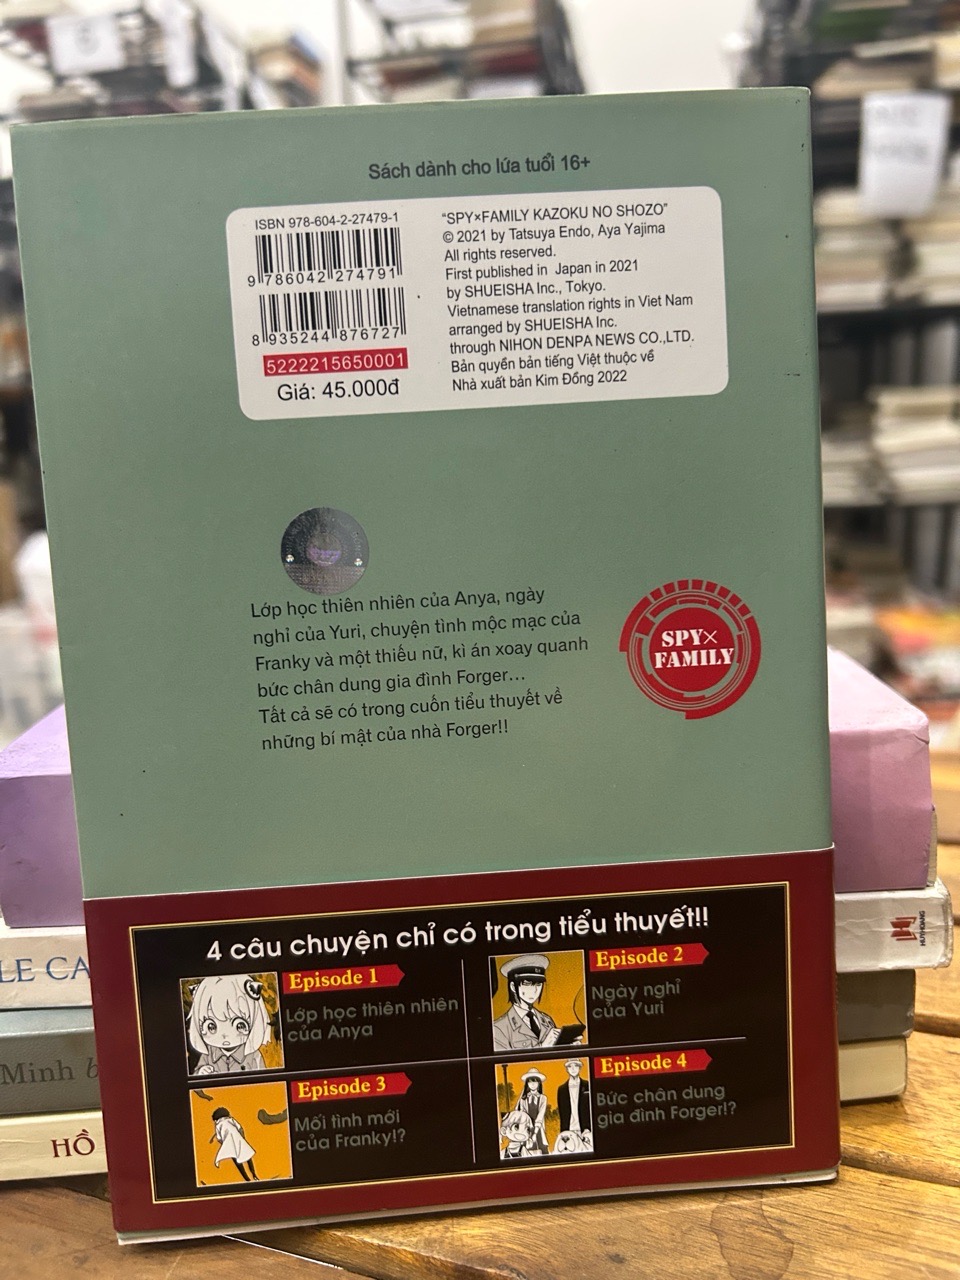 Sách dành cho lứa tuổi 16+
ISBN 978-604-2-27479-1
9 786042 274791
8 935244 876727
5222215650001
Giá: 45.000đ
“SPY×FAMILY KAZOKU NO SHOZO”
© 2021 by Tatsuya Endo, Aya Yajima
All rights reserved.
First published in Japan in 2021
by SHUEISHA Inc., Tokyo.
Vietnamese translation rights in Viet Nam
arranged by SHUEISHA Inc.
through NIHON DENPA NEWS CO.,LTD.
Bản quyền bản tiếng Việt thuộc về
Nhà xuất bản Kim Đồng 2022
Lớp học thiên nhiên của Anya, ngày
nghỉ của Yuri, chuyện tình mộc mạc của
Franky và một thiếu nữ, kì án xoay quanh
bức chân dung gia đình Forger...
Tất cả sẽ có trong cuốn tiểu thuyết về
những bí mật của nhà Forger!!
SPY×
FAMILY
4 câu chuyện chỉ có trong tiểu thuyết!!
Episode 1
Lớp học thiên nhiên
của Anya
Episode 2
Ngày nghỉ
của Yuri
Episode 3
Mối tình mới
của Franky!?
Episode 4
Bức chân dung
gia đình Forger!?
LE CA
Minh b
HỒ
HUYHOANG